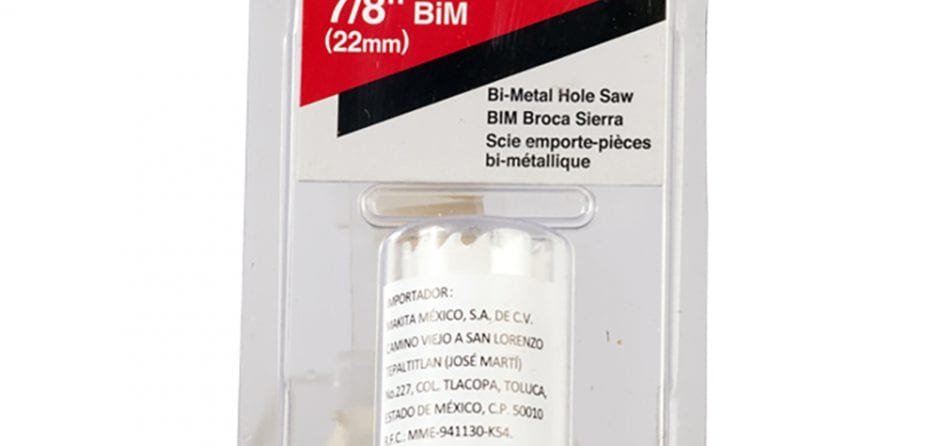 7/8" BiM
(22mm)
Bi-Metal Hole Saw
BIM Broca Sierra
Scie emporte-pièces
bi-métallique
IMPORTADOR:
MAKITA MÉXICO, S.A. DE C.V.
CAMINO VIEJO A SAN LORENZO
TEPALTITLAN (JOSÉ MARTÍ)
No.227, COL. TLACOPA, TOLUCA,
ESTADO DE MÉXICO, C.P. 50010
R.F.C.: MME-941130-K54.